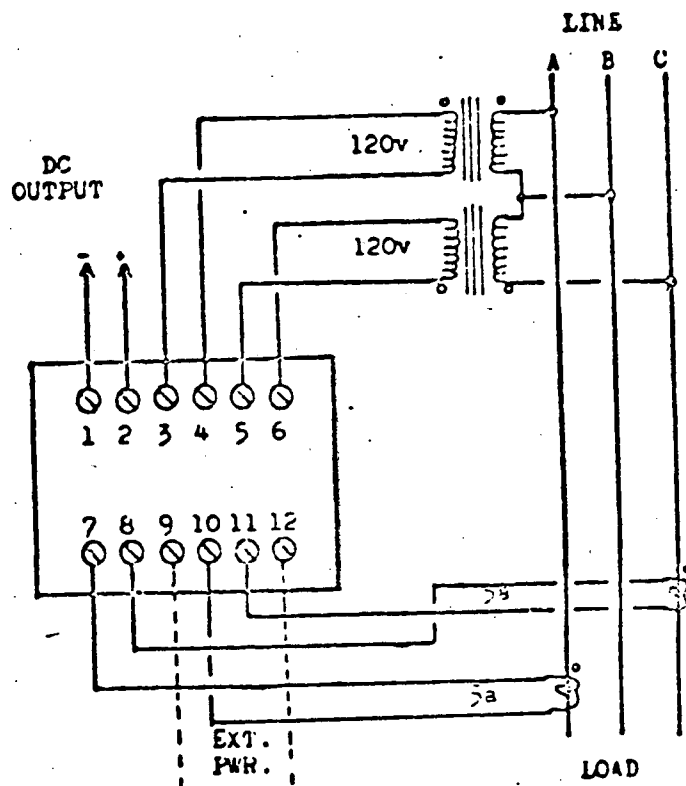 LINE
A B C
120v
DC
OUTPUT
120v
- +
1 2 3 4 5 6
7 8 9 10 11 12
5a
5a
EXT.
PWR.
LOAD